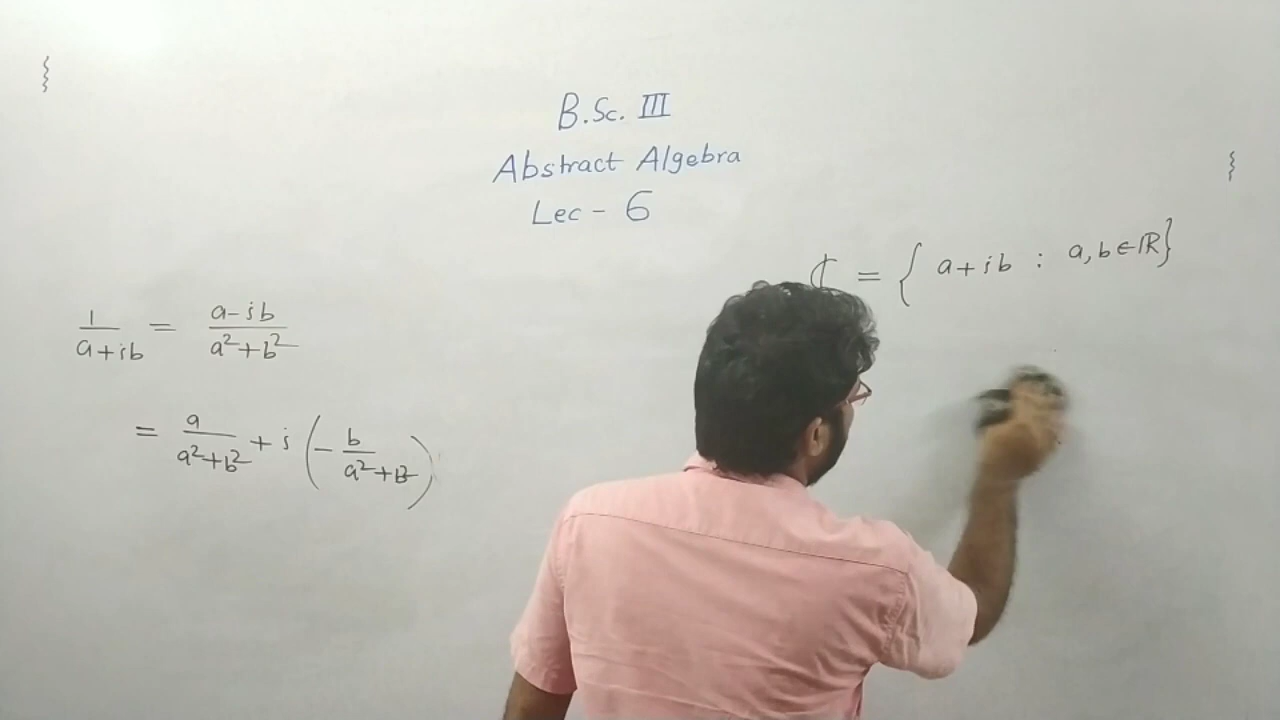 B.Sc. III
Abstract Algebra
Lec - 6
ℂ = { a+ib : a,b∈ℝ}
1/(a+ib) = (a-ib)/(a²+b²)
= a/(a²+b²) + i (-b/(a²+b²))